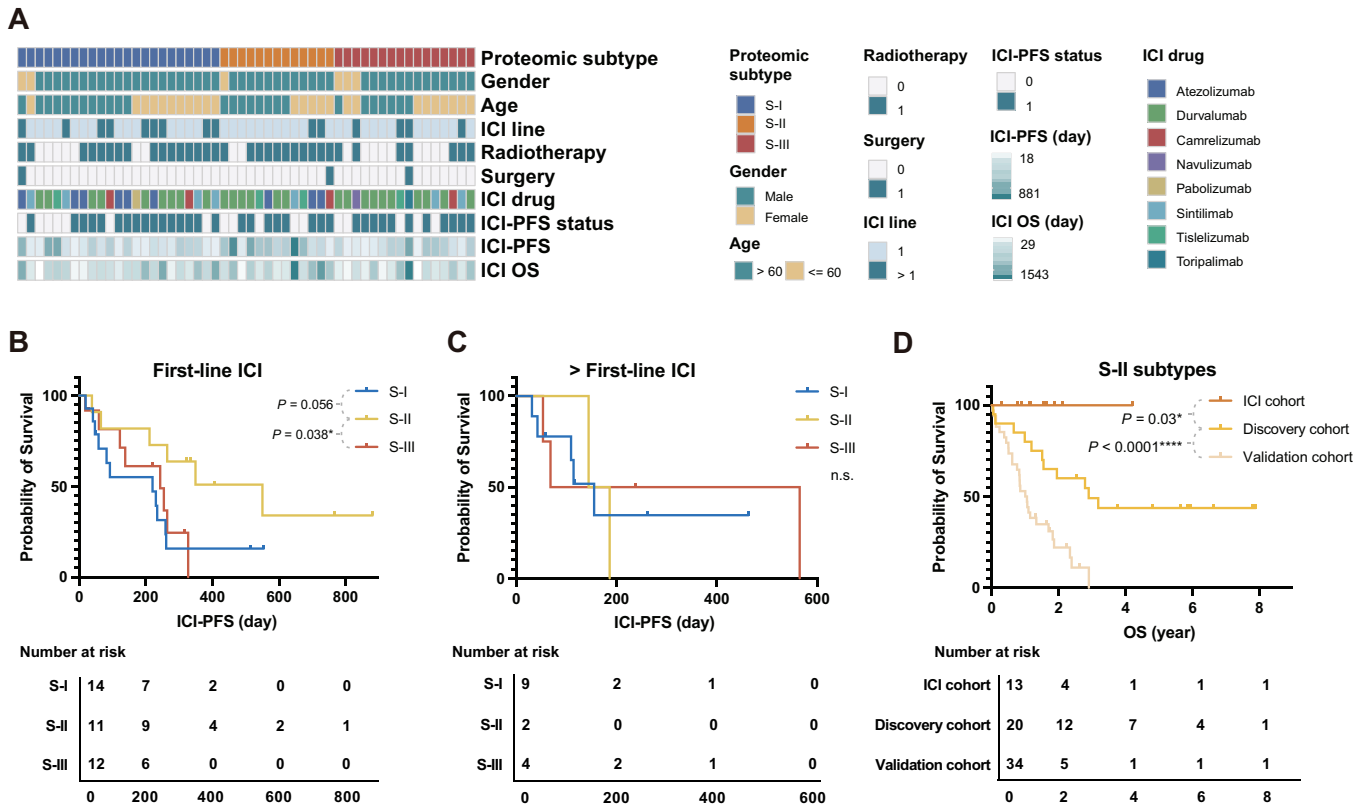 A
Proteomic subtype
Gender
Age
ICI line
Radiotherapy
Surgery
ICI drug
ICI-PFS status
ICI-PFS
ICI OS
Proteomic
subtype
S-I
S-II
S-III
Gender
Male
Female
Age
> 60
<= 60
Radiotherapy
0
1
Surgery
0
1
ICI line
1
> 1
ICI-PFS status
0
1
ICI-PFS (day)
18
881
ICI OS (day)
29
1543
ICI drug
Atezolizumab
Durvalumab
Camrelizumab
Navulizumab
Pabolizumab
Sintilimab
Tislelizumab
Toripalimab
B
First-line ICI
Probability of Survival
100
50
0
0 200 400 600 800
ICI-PFS (day)
P = 0.056
P = 0.038*
S-I
S-II
S-III
Number at risk
S-I 14 7 2 0 0
S-II 11 9 4 2 1
S-III 12 6 0 0 0
0 200 400 600 800
C
> First-line ICI
Probability of Survival
100
50
0
0 200 400 600
ICI-PFS (day)
S-I
S-II
S-III
n.s.
Number at risk
S-I 9 2 1 0
S-II 2 0 0 0
S-III 4 2 1 0
0 200 400 600
D
S-II subtypes
Probability of Survival
100
50
0
0 2 4 6 8
OS (year)
P = 0.03*
P < 0.0001****
ICI cohort
Discovery cohort
Validation cohort
Number at risk
ICI cohort 13 4 1 1 1
Discovery cohort 20 12 7 4 1
Validation cohort 34 5 1 1 1
0 2 4 6 8